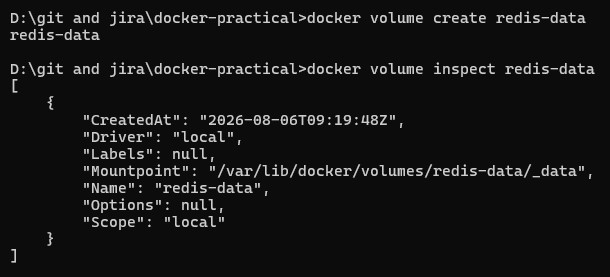 D:\git and jira\docker-practical>docker volume create redis-data
redis-data
D:\git and jira\docker-practical>docker volume inspect redis-data
[
    {
        "CreatedAt": "2026-08-06T09:19:48Z",
        "Driver": "local",
        "Labels": null,
        "Mountpoint": "/var/lib/docker/volumes/redis-data/_data",
        "Name": "redis-data",
        "Options": null,
        "Scope": "local"
    }
]